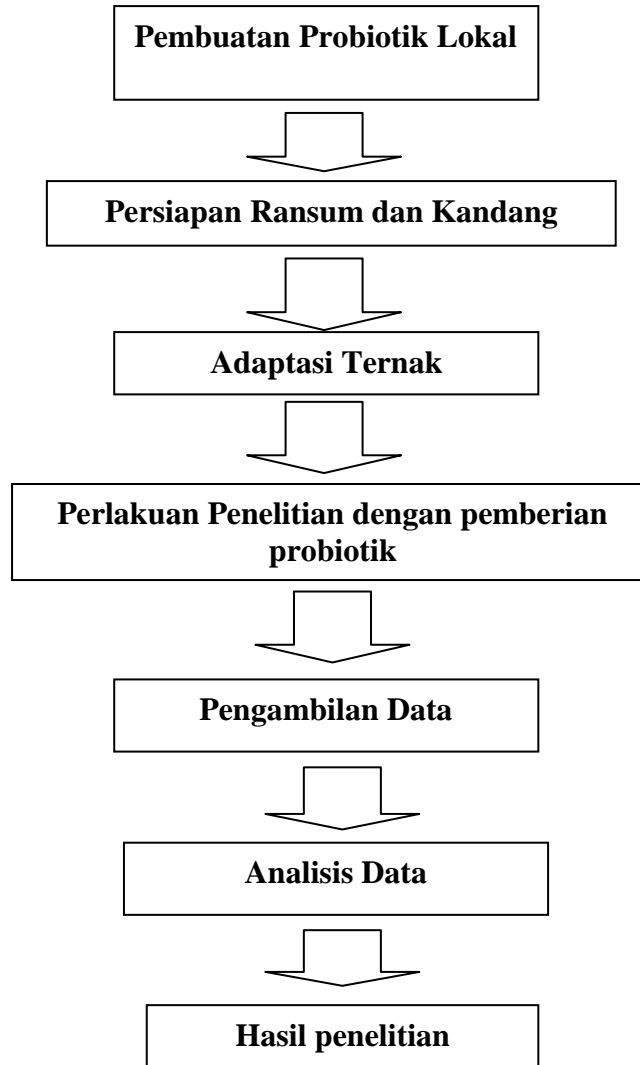 Pembuatan Probiotik Lokal
Persiapan Ransum dan Kandang
Adaptasi Ternak
Perlakuan Penelitian dengan pemberian
probiotik
Pengambilan Data
Analisis Data
Hasil penelitian